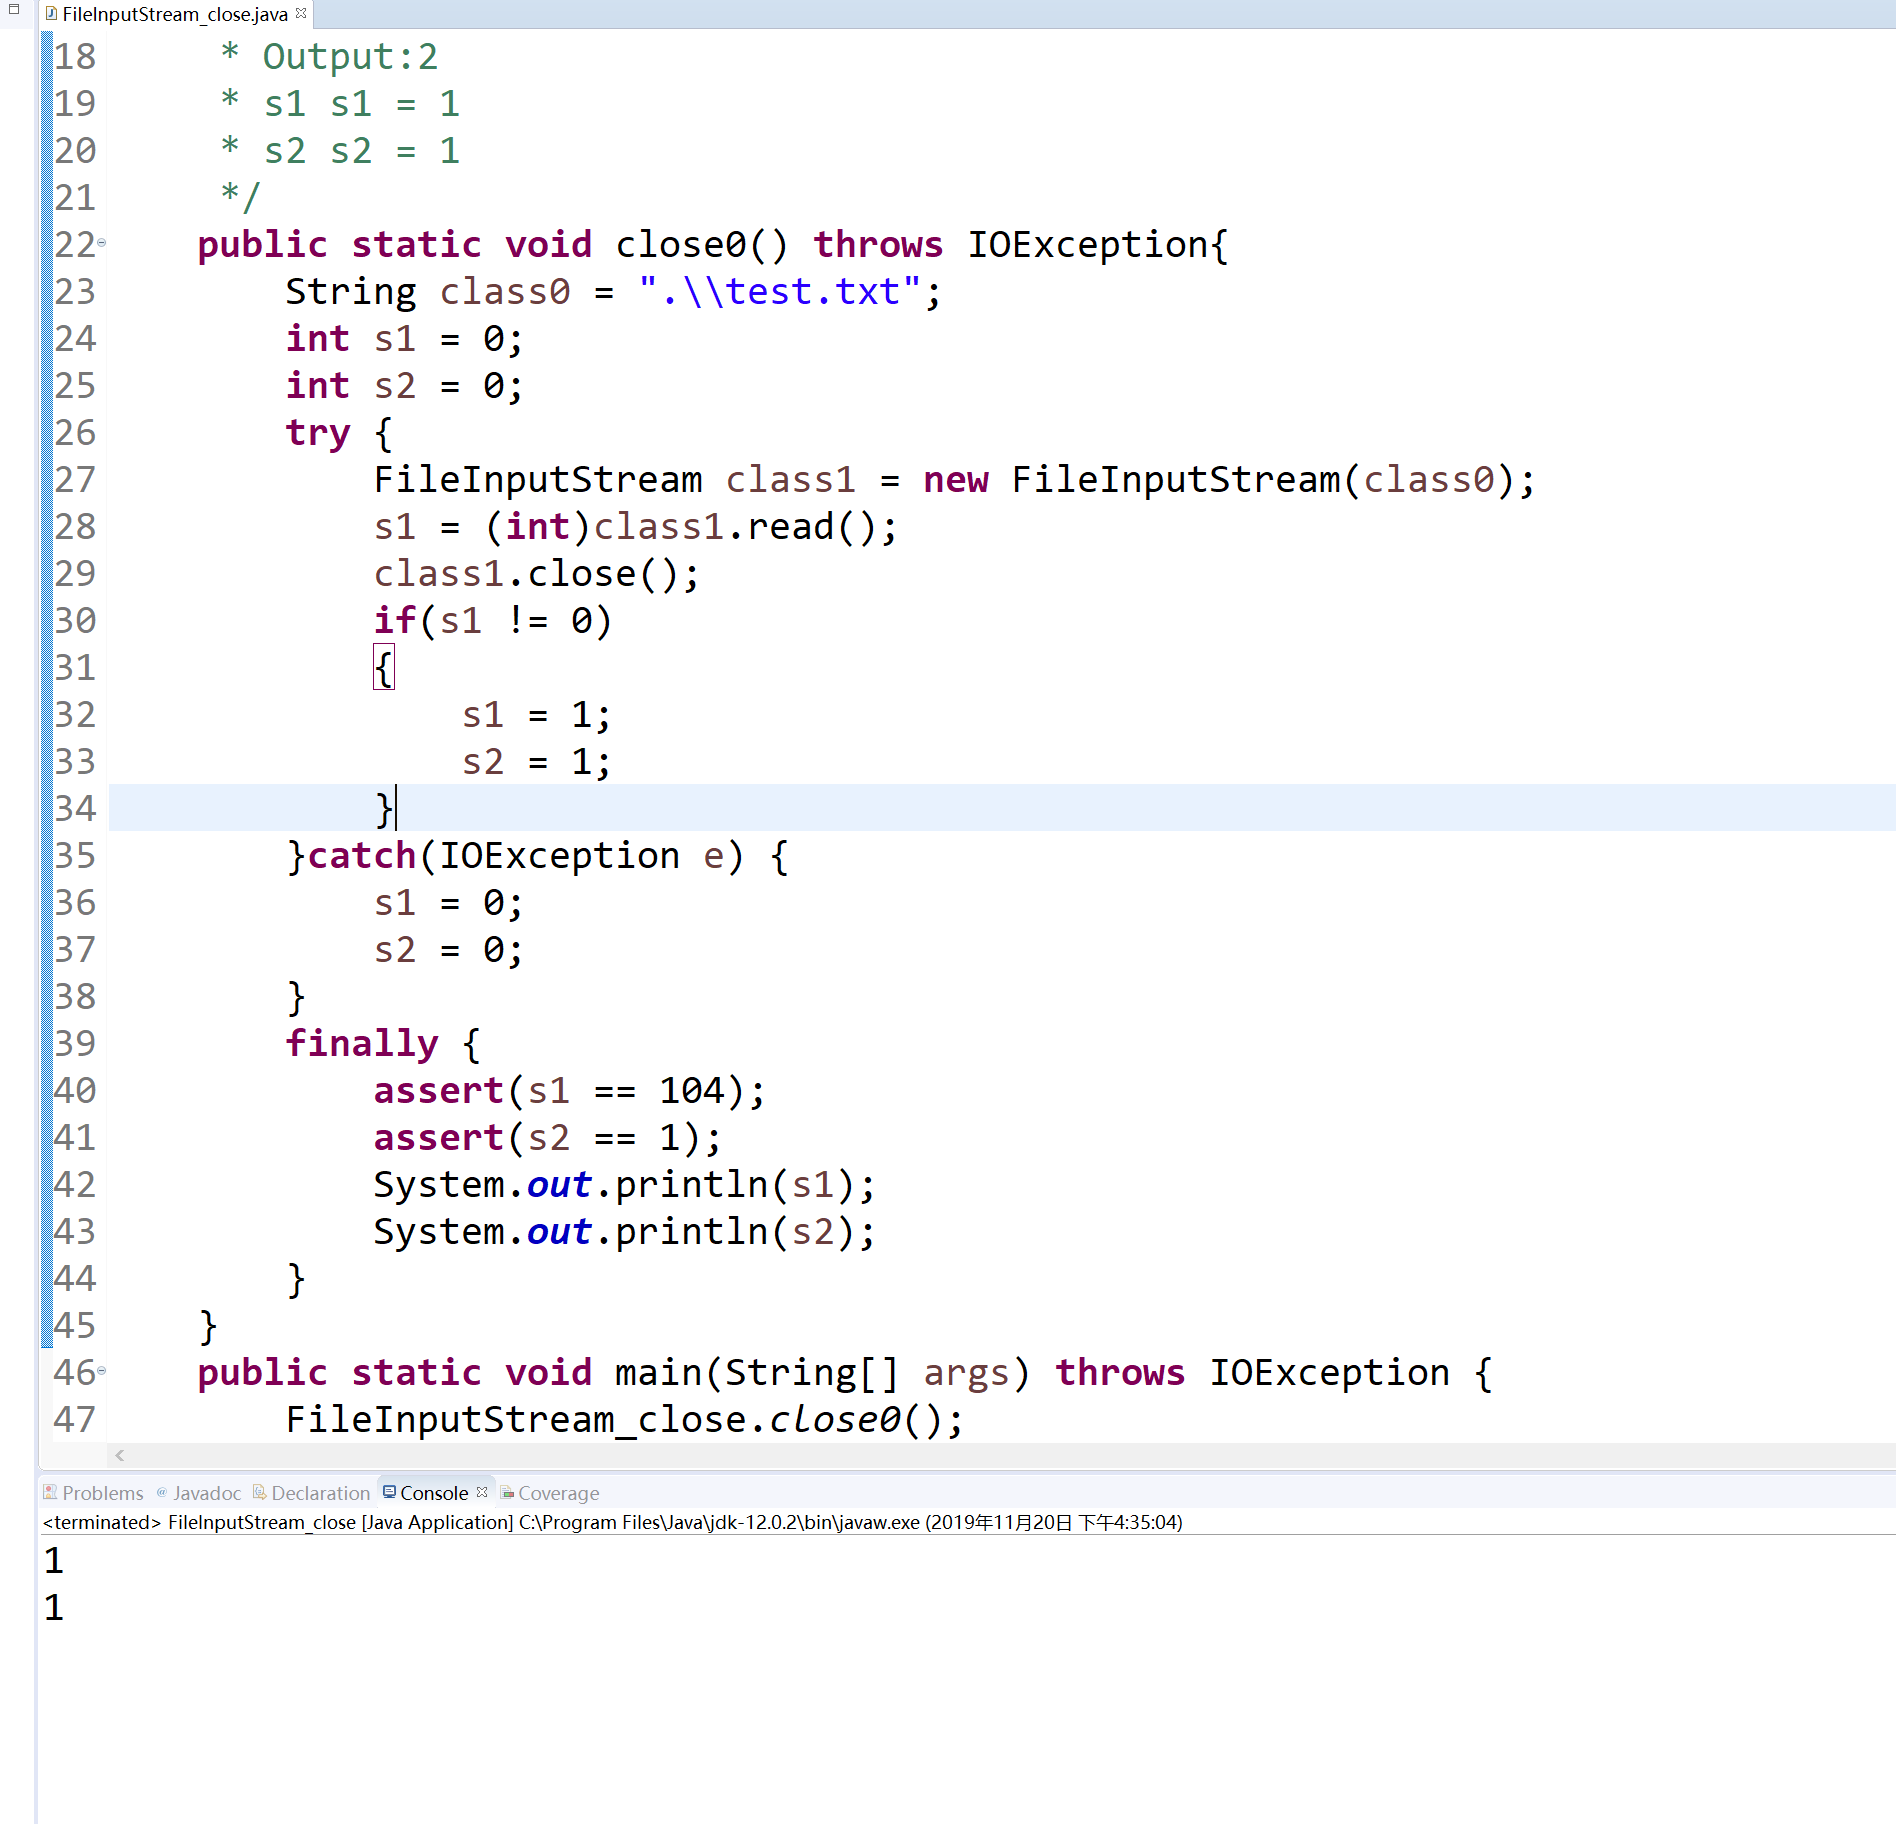 FileInputStream_close.java
18 * Output:2
19 * s1 s1 = 1
20 * s2 s2 = 1
21 */
22 public static void close0() throws IOException{
23 String class0 = ".\\test.txt";
24 int s1 = 0;
25 int s2 = 0;
26 try {
27 FileInputStream class1 = new FileInputStream(class0);
28 s1 = (int)class1.read();
29 class1.close();
30 if(s1 != 0)
31 {
32 s1 = 1;
33 s2 = 1;
34 }
35 }catch(IOException e) {
36 s1 = 0;
37 s2 = 0;
38 }
39 finally {
40 assert(s1 == 104);
41 assert(s2 == 1);
42 System.out.println(s1);
43 System.out.println(s2);
44 }
45 }
46 public static void main(String[] args) throws IOException {
47 FileInputStream_close.close0();
Problems @ Javadoc Declaration Console Coverage
<terminated> FileInputStream_close [Java Application] C:\Program Files\Java\jdk-12.0.2\bin\javaw.exe (2019年11月20日 下午4:35:04)
1
1